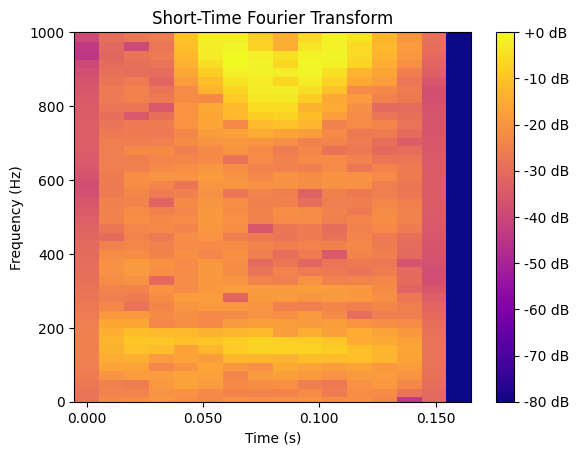 Short-Time Fourier Transform
1000
800
600
400
200
0
Frequency (Hz)
0.000
0.050
0.100
0.150
Time (s)
+0 dB
-10 dB
-20 dB
-30 dB
-40 dB
-50 dB
-60 dB
-70 dB
-80 dB